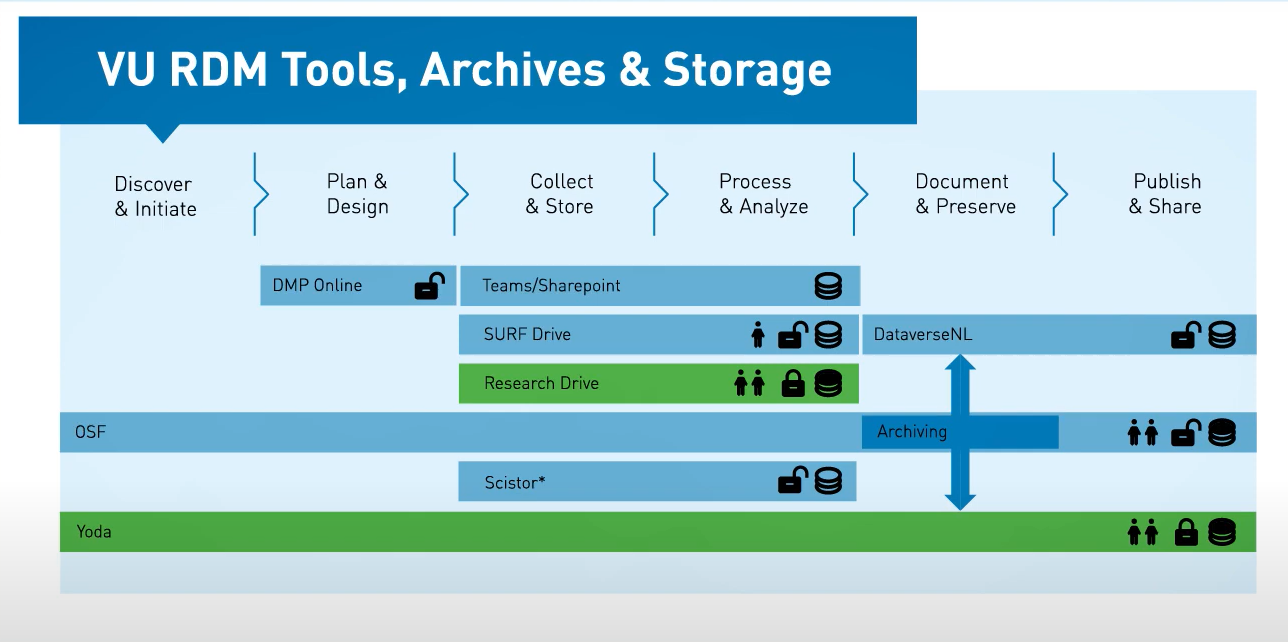 VU RDM Tools, Archives & Storage
Discover
& Initiate
Plan &
Design
Collect
& Store
Process
& Analyze
Document
& Preserve
Publish
& Share
DMP Online
Teams/Sharepoint
SURF Drive
DataverseNL
Research Drive
OSF
Archiving
Scistor*
Yoda